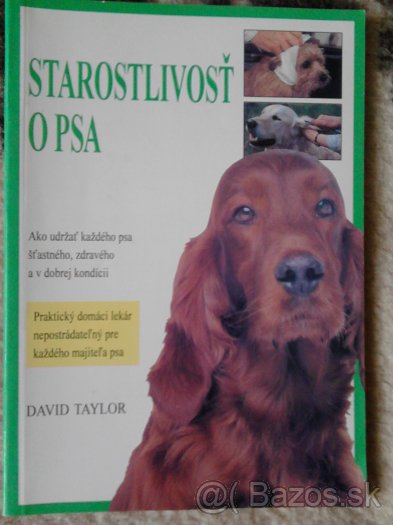 STAROSTLIVOSŤ
O PSA
Ako udržať každého psa
šťastného, zdravého
a v dobrej kondícii
Praktický domáci lekár
nepostrádateľný pre
každého majiteľa psa
DAVID TAYLOR
@( Bazos.sk